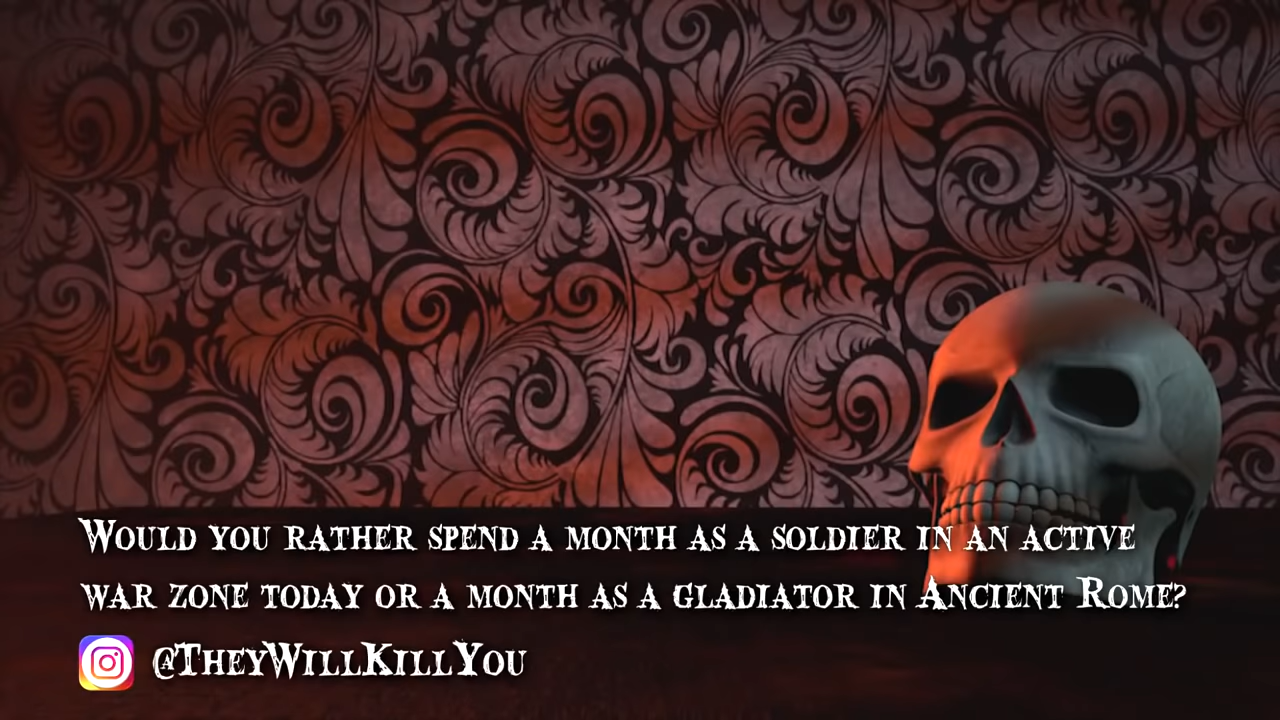 Would you rather spend a month as a soldier in an active
war zone today or a month as a gladiator in Ancient Rome?
@TheyWillKillYou